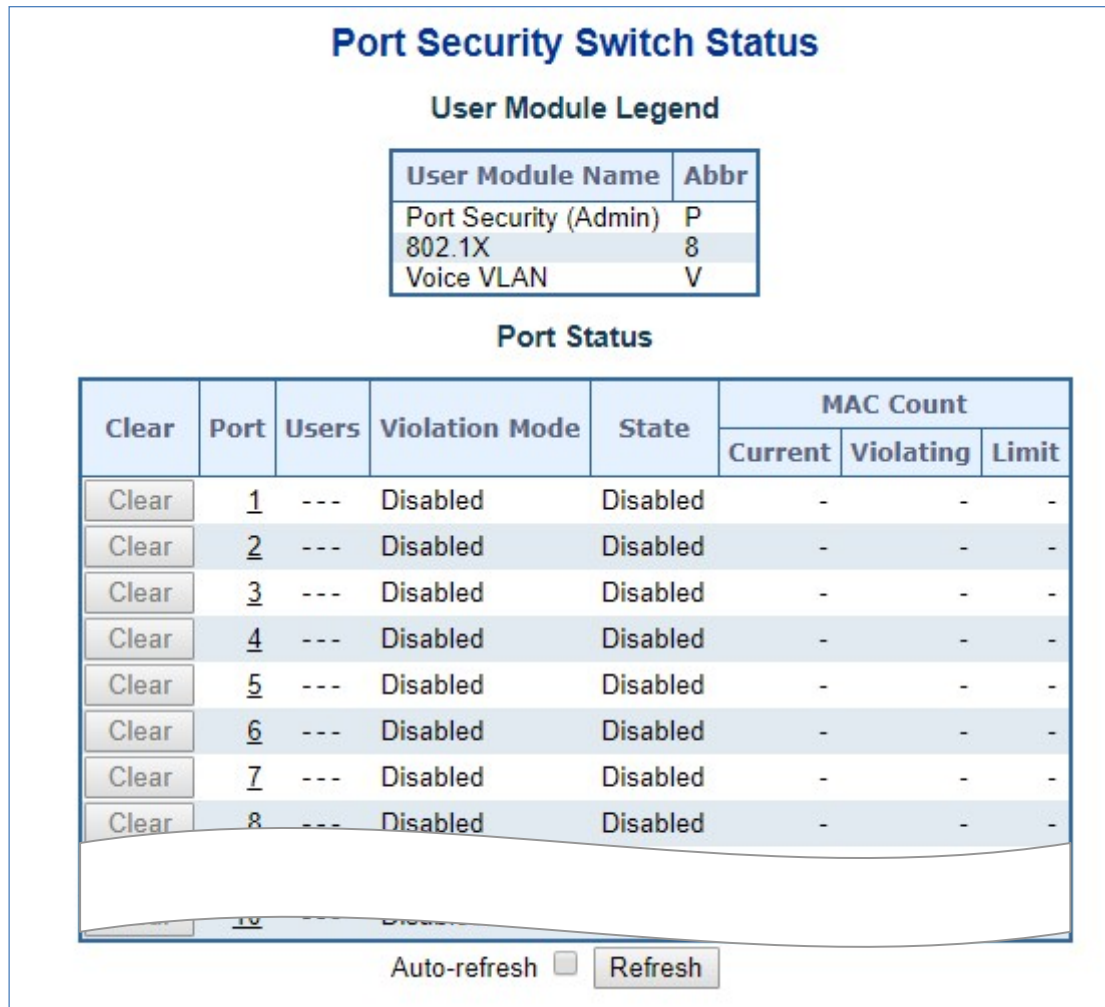 Port Security Switch Status
User Module Legend
User Module Name Abbr
Port Security (Admin) P
802.1X 8
Voice VLAN V
Port Status
Clear Port Users Violation Mode State MAC Count
Current Violating Limit
Clear 1 --- Disabled Disabled - - -
Clear 2 --- Disabled Disabled - - -
Clear 3 --- Disabled Disabled - - -
Clear 4 --- Disabled Disabled - - -
Clear 5 --- Disabled Disabled - - -
Clear 6 --- Disabled Disabled - - -
Clear 7 --- Disabled Disabled - - -
Clear 8 --- Disabled Disabled - - -
Auto-refresh Refresh